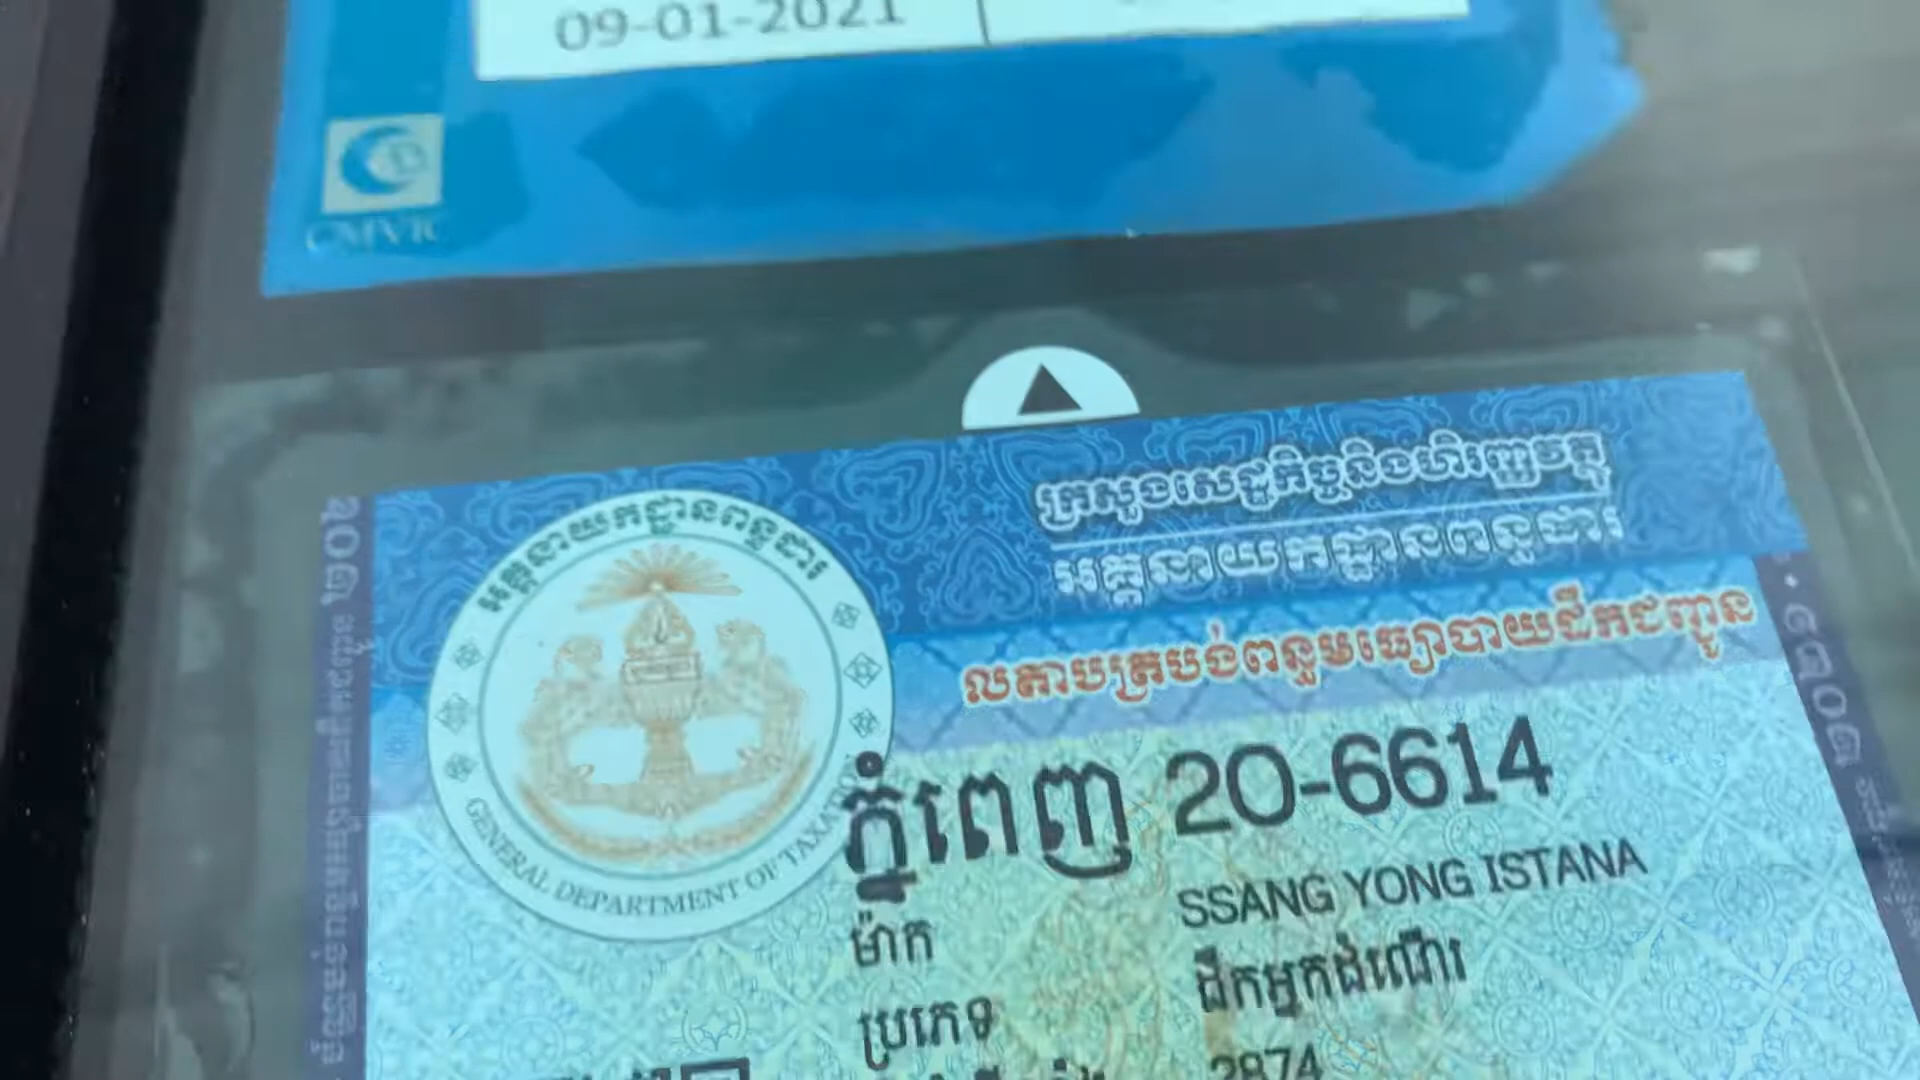 09-01-2021
CMVIC
ក្រសួងសេដ្ឋកិច្ចនិងហិរញ្ញវត្ថុ
អគ្គនាយកដ្ឋានពន្ធដារ
លតាបត្របង់ពន្ធមធ្យោបាយដឹកជញ្ជូន
អគ្គនាយកដ្ឋានពន្ធដារ
GENERAL DEPARTMENT OF TAXATION
ភ្នំពេញ 20-6614
ម៉ាក SSANG YONG ISTANA
ប្រភេទ ដឹកអ្នកដំណើរ
2874